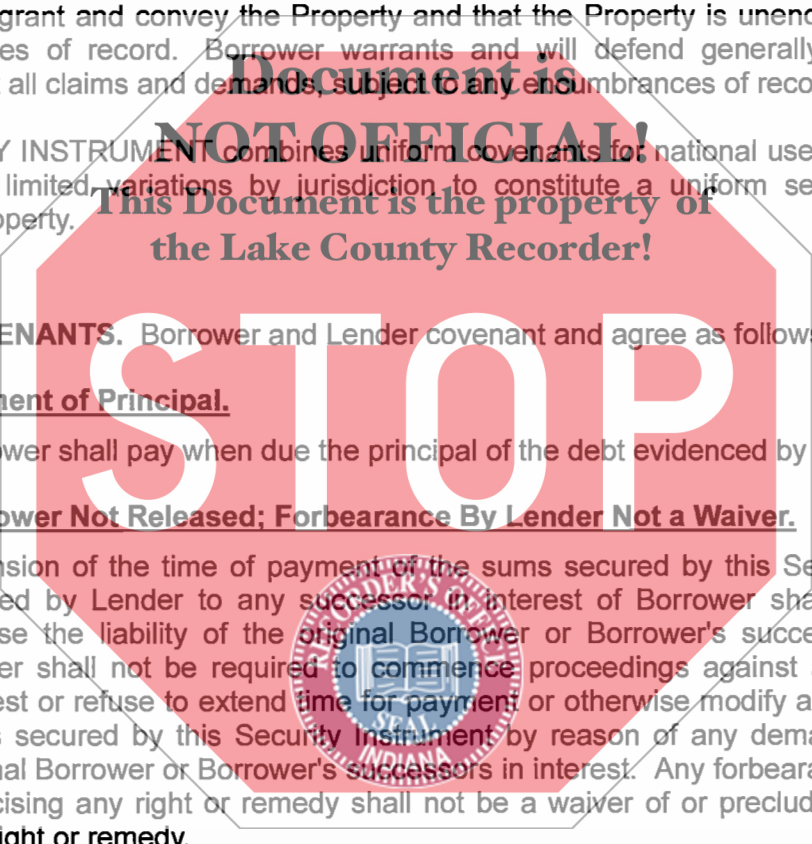 grant and convey the Property and that the Property is unenc
es of record. Borrower warrants and will defend generally
all claims and demands, subject to any encumbrances of reco
Document is
NOT OFFICIAL!
This Document is the property of
the Lake County Recorder!
Y INSTRUMENT combines uniform covenants for national use
limited variations by jurisdiction to constitute a uniform se
operty.
ENANTS. Borrower and Lender covenant and agree as follows
STOP
ment of Principal.
ower shall pay when due the principal of the debt evidenced by
ower Not Released; Forbearance By Lender Not a Waiver.
nsion of the time of payment of the sums secured by this Se
ed by Lender to any successor in interest of Borrower sha
se the liability of the original Borrower or Borrower's succe
er shall not be required to commence proceedings against
est or refuse to extend time for payment or otherwise modify a
s secured by this Security Instrument by reason of any dema
nal Borrower or Borrower's successors in interest. Any forbeara
cising any right or remedy shall not be a waiver of or preclud
ight or remedy.
RECORDER'S OFFICE
SEAL
INDIANA